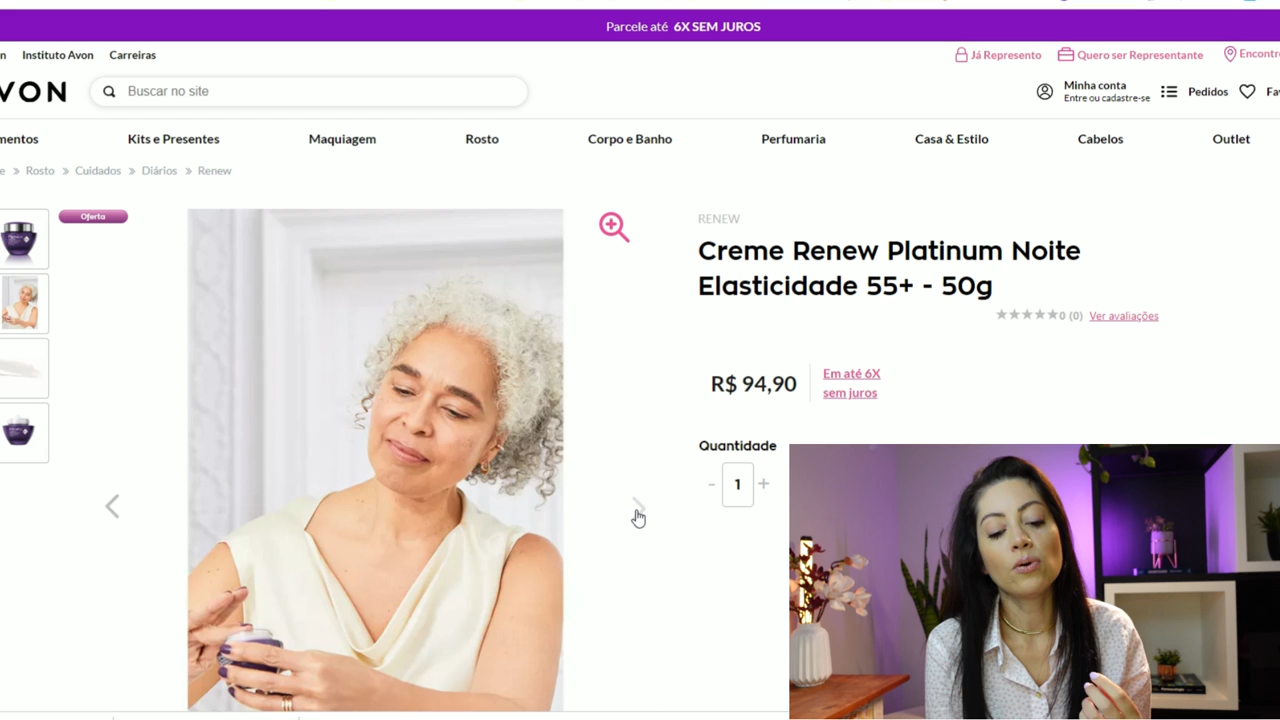 Parcele até 6X SEM JUROS
n Instituto Avon Carreiras
Já Represento Quero ser Representante Encontr
VON
Buscar no site
Minha conta
Entre ou cadastre-se
Pedidos
Fa
mentos Kits e Presentes Maquiagem Rosto Corpo e Banho Perfumaria Casa & Estilo Cabelos Outlet
e » Rosto » Cuidados » Diários » Renew
Oferta
RENEW
Creme Renew Platinum Noite
Elasticidade 55+ - 50g
0 (0) Ver avaliações
R$ 94,90
Em até 6X
sem juros
Quantidade
- 1 +